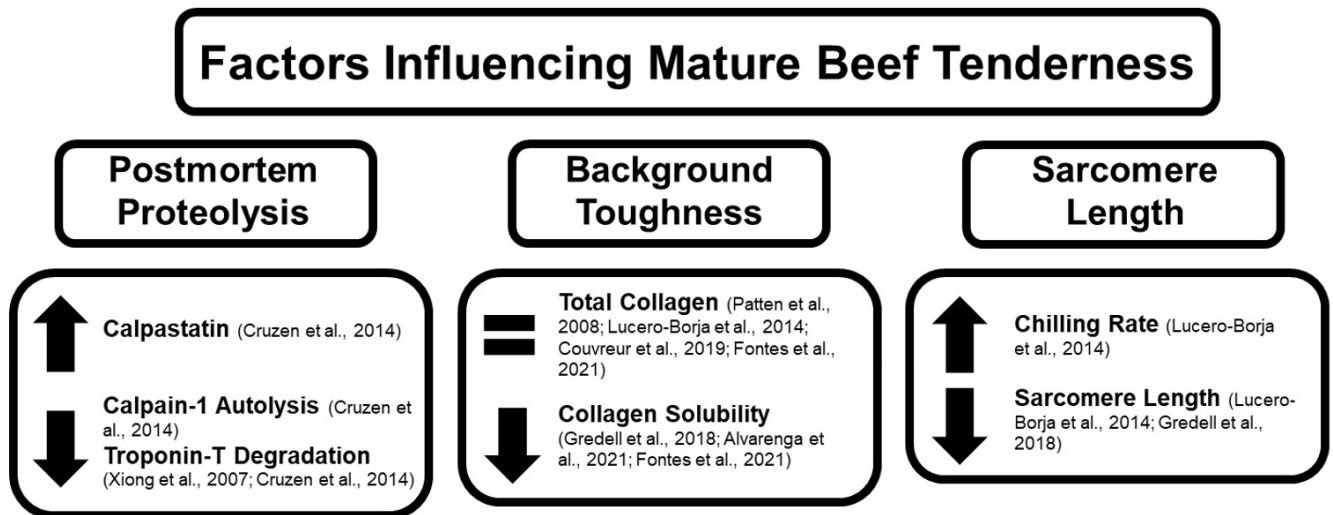 Factors Influencing Mature Beef Tenderness
Postmortem
Proteolysis
Calpastatin (Cruzen et al., 2014)
Calpain-1 Autolysis (Cruzen et
al., 2014)
Troponin-T Degradation
(Xiong et al., 2007; Cruzen et al., 2014)
Background
Toughness
Total Collagen (Patten et al.,
2008; Lucero-Borja et al., 2014;
Couvreur et al., 2019; Fontes et al.,
2021)
Collagen Solubility
(Gredell et al., 2018; Alvarenga et
al., 2021; Fontes et al., 2021)
Sarcomere
Length
Chilling Rate (Lucero-Borja
et al., 2014)
Sarcomere Length (Lucero-
Borja et al., 2014; Gredell et al.,
2018)